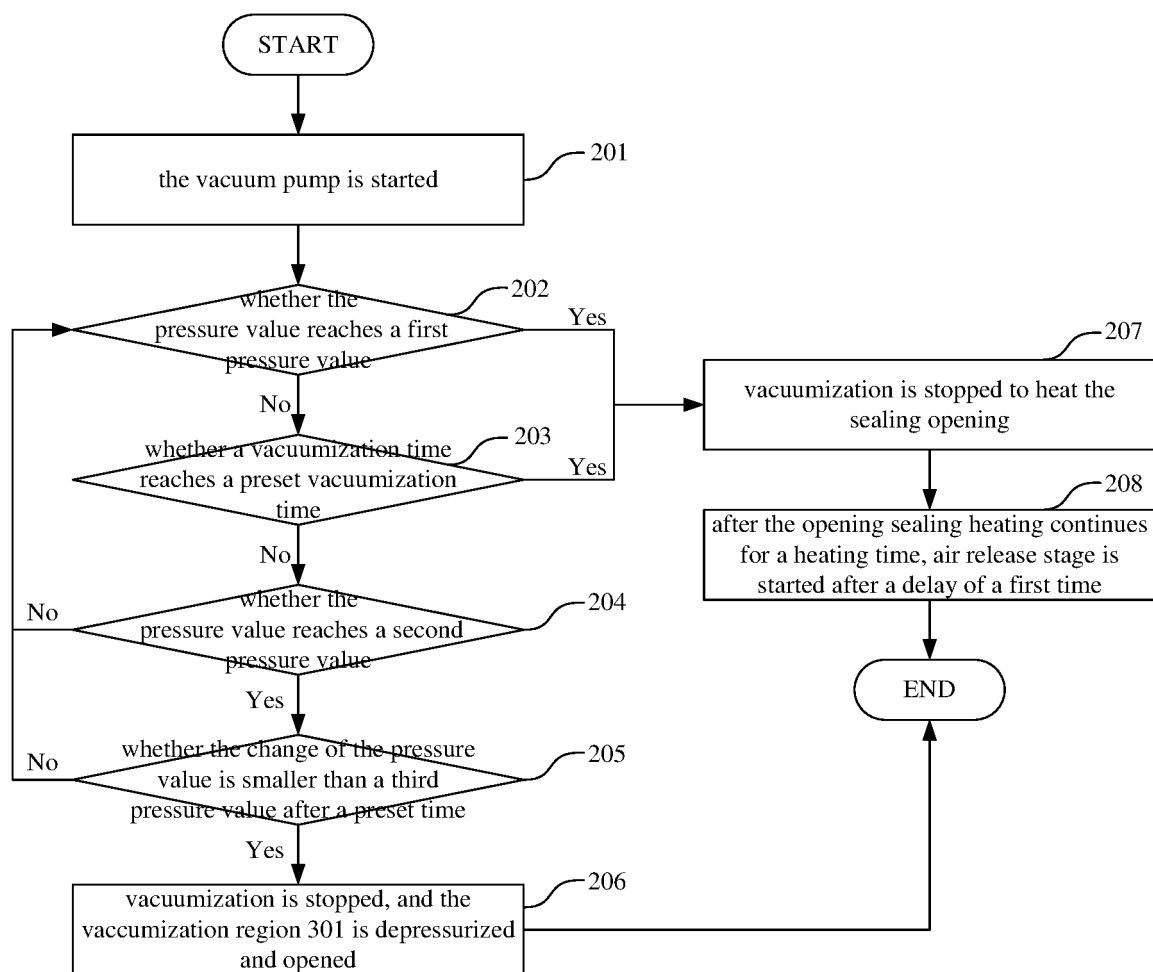 START
the vacuum pump is started
201
whether the
pressure value reaches a first
pressure value
202
Yes
No
whether a vacuumization time
reaches a preset vacuumization
time
203
Yes
No
whether the
pressure value reaches a second
pressure value
204
No
Yes
whether the change of the pressure
value is smaller than a third
pressure value after a preset time
205
No
Yes
vacuumization is stopped, and the
vaccumization region 301 is depressurized
and opened
206
vacuumization is stopped to heat the
sealing opening
207
after the opening sealing heating continues
for a heating time, air release stage is
started after a delay of a first time
208
END